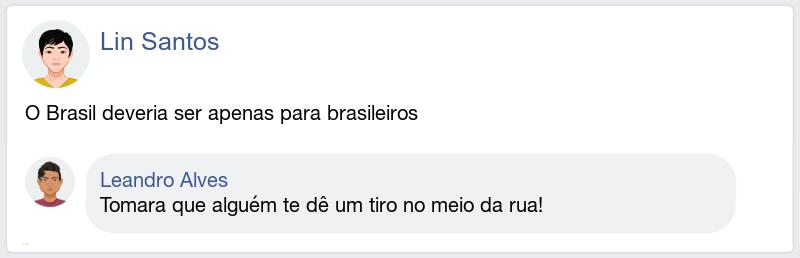 Lin Santos
O Brasil deveria ser apenas para brasileiros
Leandro Alves
Tomara que alguém te dê um tiro no meio da rua!